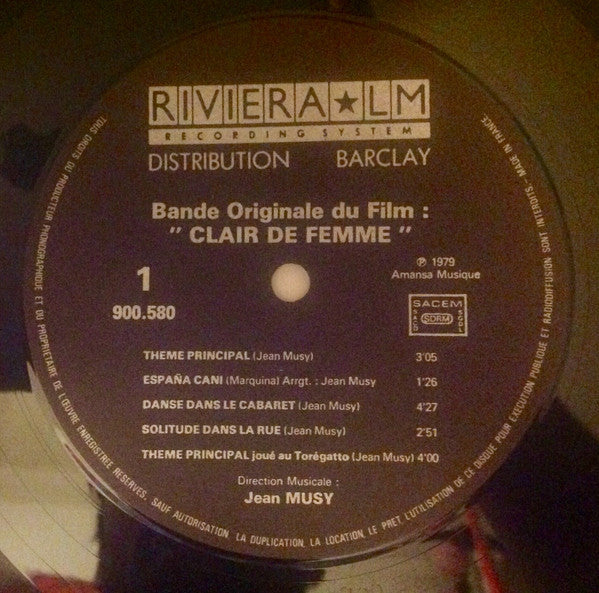 RIVIERA★LM
RECORDING SYSTEM
DISTRIBUTION BARCLAY
Bande Originale du Film :
" CLAIR DE FEMME "
1
900.580
℗ 1979
Amansa Musique
SACEM
SACD
SDRM
SGDL
THEME PRINCIPAL (Jean Musy) 3'05
ESPAÑA CANI (Marquina) Arrgt. : Jean Musy 1'26
DANSE DANS LE CABARET (Jean Musy) 4'27
SOLITUDE DANS LA RUE (Jean Musy) 2'51
THEME PRINCIPAL joué au Torégatto (Jean Musy) 4'00
Direction Musicale :
Jean MUSY
TOUS DROITS DU PRODUCTEUR PHONOGRAPHIQUE ET DU PROPRIETAIRE DE L'ŒUVRE ENREGISTREE RESERVES. SAUF AUTORISATION, LA DUPLICATION, LA LOCATION, LE PRET, L'UTILISATION DE CE DISQUE POUR EXECUTION PUBLIQUE ET RADIODIFFUSION SONT INTERDITS. - MADE IN FRANCE